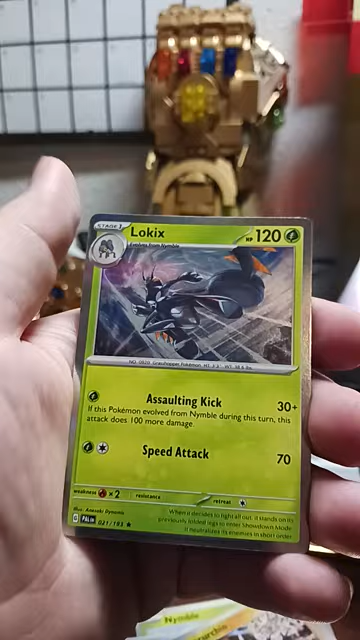 STAGE 1
Lokix
HP 120
Evolves from Nymble
NO. 0920 Grasshopper Pokémon HT: 3'3" WT: 38.6 lbs.
Assaulting Kick 30+
If this Pokémon evolved from Nymble during this turn, this
attack does 100 more damage.
Speed Attack 70
weakness ×2 resistance retreat
Illus. Anesaki Dynamic
PAL EN 021/193 ★
When it decides to fight all out, it stands on its
previously folded legs to enter Showdown Mode.
It neutralizes its enemies in short order.
Nymble